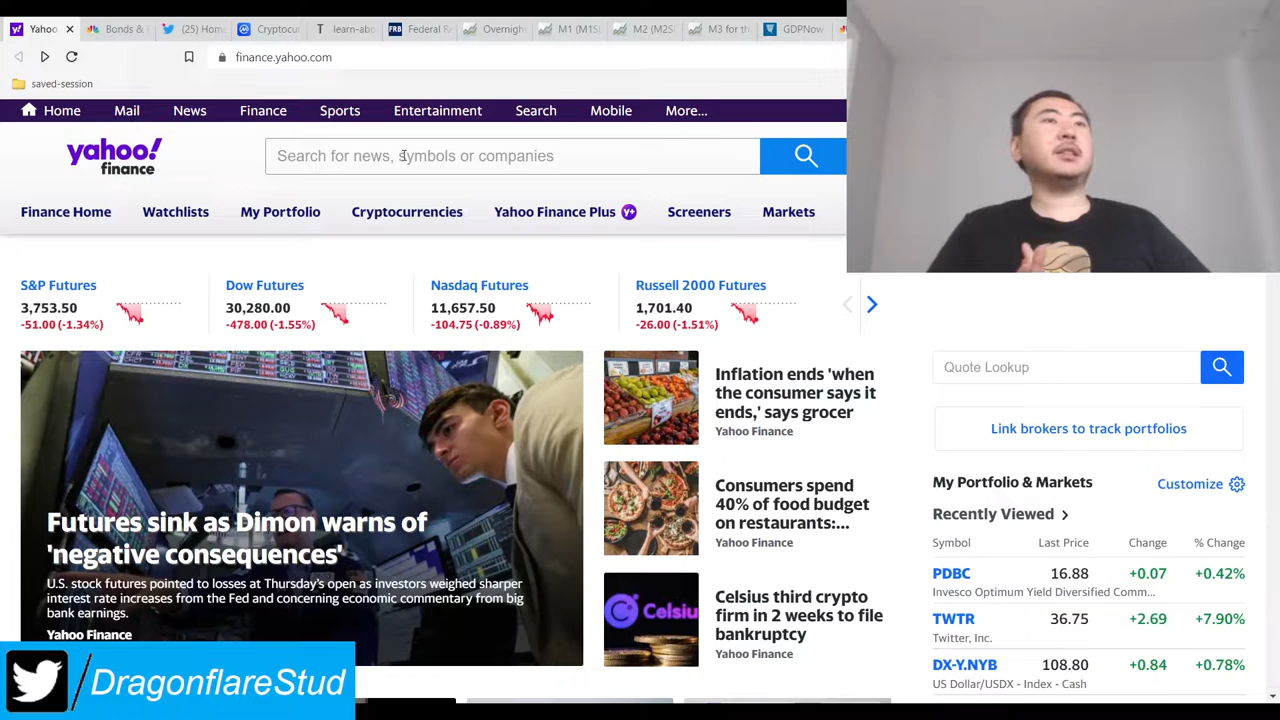 Yahoo
Bonds &
(25) Hom
Cryptocur
learn-abo
Federal R
Overnigh
M1 (M1S
M2 (M2S
M3 for th
GDPNow
finance.yahoo.com
saved-session
Home
Mail
News
Finance
Sports
Entertainment
Search
Mobile
More...
yahoo!
finance
Search for news, symbols or companies
Finance Home
Watchlists
My Portfolio
Cryptocurrencies
Yahoo Finance Plus
y+
Screeners
Markets
S&P Futures
3,753.50
-51.00 (-1.34%)
Dow Futures
30,280.00
-478.00 (-1.55%)
Nasdaq Futures
11,657.50
-104.75 (-0.89%)
Russell 2000 Futures
1,701.40
-26.00 (-1.51%)
Futures sink as Dimon warns of
'negative consequences'
U.S. stock futures pointed to losses at Thursday's open as investors weighed sharper
interest rate increases from the Fed and concerning economic commentary from big
bank earnings.
Yahoo Finance
Inflation ends 'when
the consumer says it
ends,' says grocer
Yahoo Finance
Consumers spend
40% of food budget
on restaurants:...
Yahoo Finance
Celsius
Celsius third crypto
firm in 2 weeks to file
bankruptcy
Yahoo Finance
Quote Lookup
Link brokers to track portfolios
My Portfolio & Markets
Customize
Recently Viewed
Symbol Last Price Change % Change
PDBC 16.88 +0.07 +0.42%
Invesco Optimum Yield Diversified Comm...
TWTR 36.75 +2.69 +7.90%
Twitter, Inc.
DX-Y.NYB 108.80 +0.84 +0.78%
US Dollar/USDX - Index - Cash
/DragonflareStud